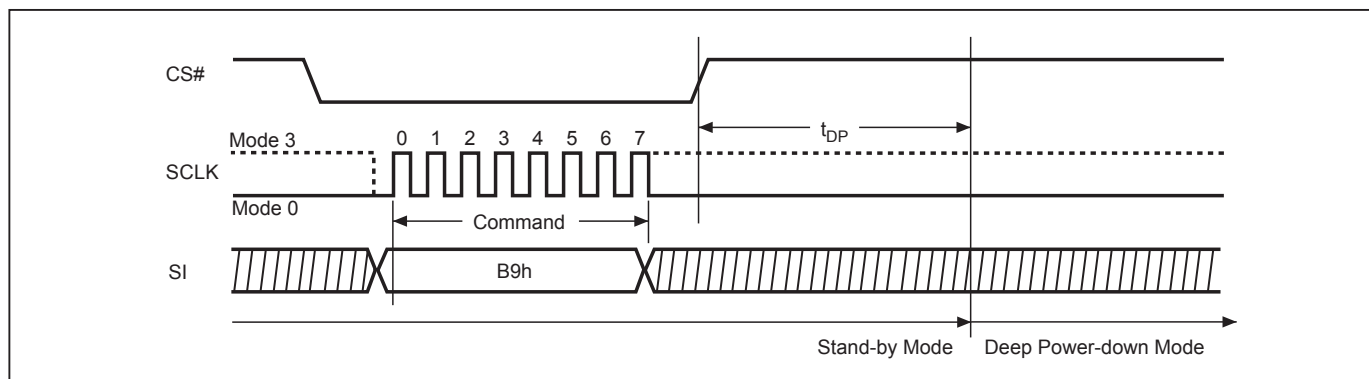 CS#
tDP
Mode 3
0 1 2 3 4 5 6 7
SCLK
Mode 0
Command
SI
B9h
Stand-by Mode
Deep Power-down Mode